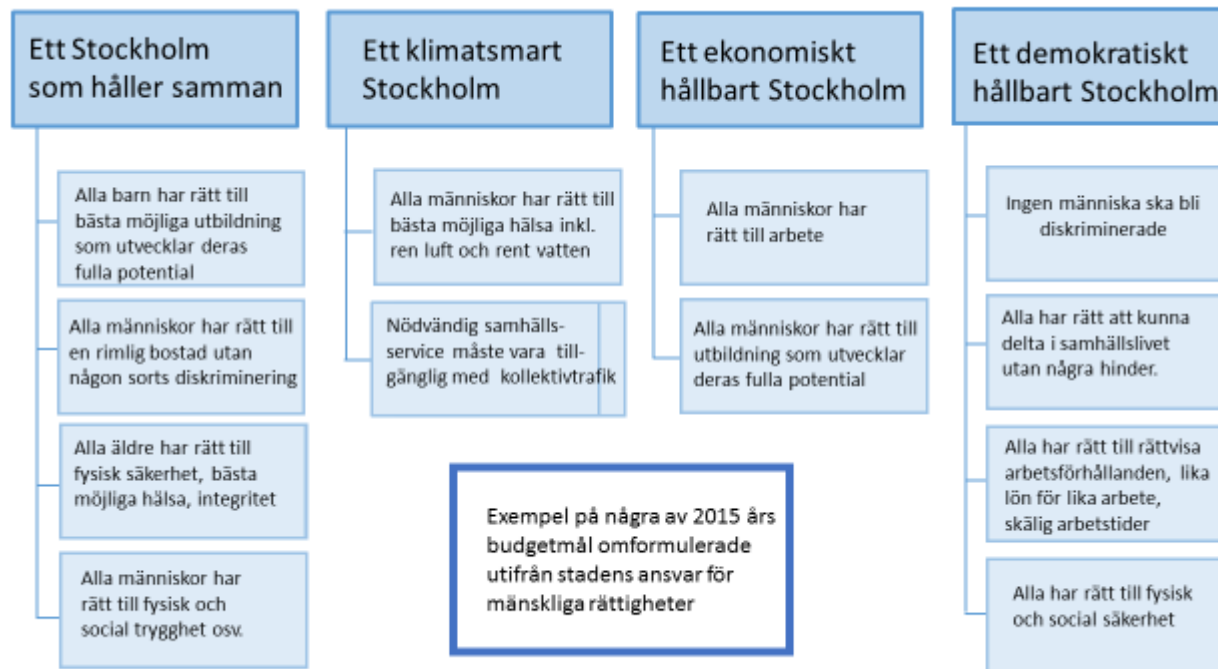 Ett Stockholm
som håller samman
Alla barn har rätt till
bästa möjliga utbildning
som utvecklar deras
fulla potential
Alla människor har rätt till
en rimlig bostad utan
någon sorts diskriminering
Alla äldre har rätt till
fysisk säkerhet, bästa
möjliga hälsa, integritet
Alla människor har
rätt till fysisk och
social trygghet osv.
Ett klimatsmart
Stockholm
Alla människor har rätt till
bästa möjliga hälsa inkl.
ren luft och rent vatten
Nödvändig samhälls-
service måste vara till-
gänglig med kollektivtrafik
Ett ekonomiskt
hållbart Stockholm
Alla människor har
rätt till arbete
Alla människor har rätt till
utbildning som utvecklar
deras fulla potential
Ett demokratiskt
hållbart Stockholm
Ingen människa ska bli
diskriminerade
Alla har rätt att kunna
delta i samhällslivet
utan några hinder.
Alla har rätt till rättvisa
arbetsförhållanden, lika
lön för lika arbete,
skälig arbetstider
Alla har rätt till fysisk
och social säkerhet
Exempel på några av 2015 års
budgetmål omformulerade
utifrån stadens ansvar för
mänskliga rättigheter